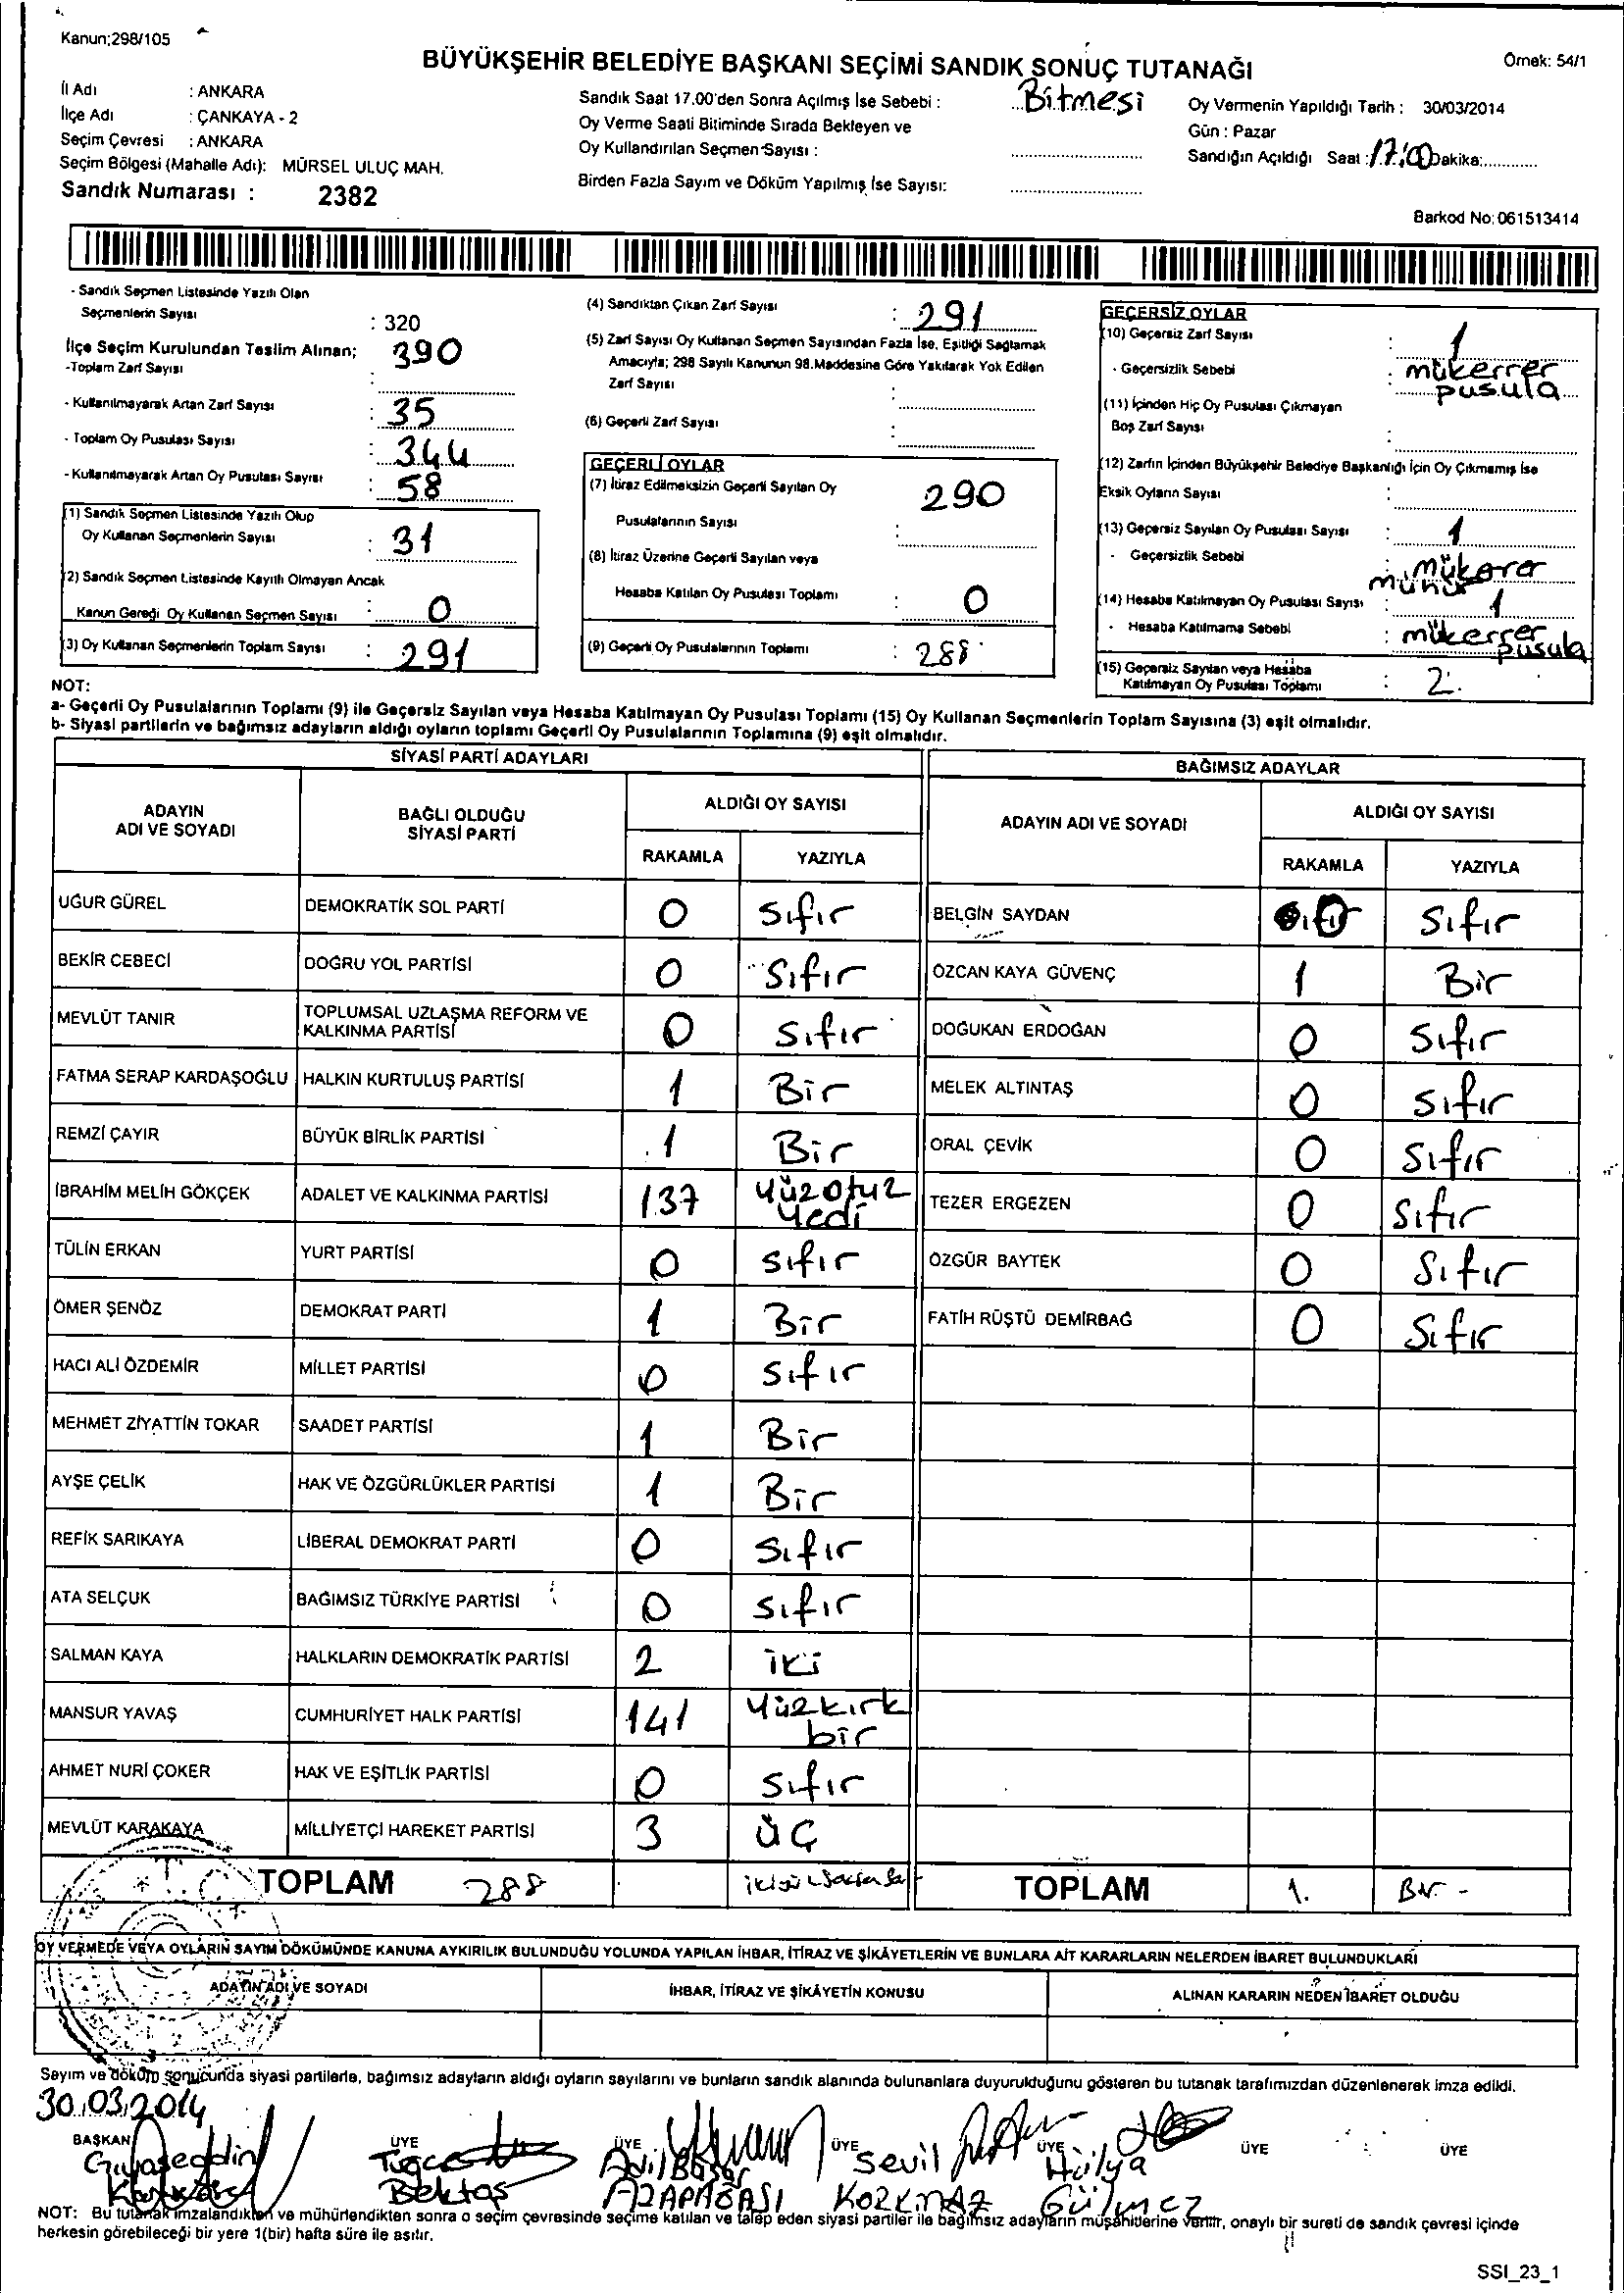 Kanun;298/105
BÜYÜKŞEHİR BELEDİYE BAŞKANI SEÇİMİ SANDIK SONUÇ TUTANAĞI
Örnek: 54/1
İl Adı : ANKARA
İlçe Adı : ÇANKAYA - 2
Seçim Çevresi : ANKARA
Seçim Bölgesi (Mahalle Adı): MÜRSEL ULUÇ MAH.
Sandık Numarası : 2382
Sandık Saat 17.00'den Sonra Açılmış İse Sebebi : Bitmesi
Oy Verme Saati Bitiminde Sırada Bekleyen ve
Oy Kullandırılan Seçmen Sayısı :
Birden Fazla Sayım ve Döküm Yapılmış İse Sayısı:
Oy Vermenin Yapıldığı Tarih : 30/03/2014
Gün : Pazar
Sandığın Açıldığı Saat : 17:00 Dakika:
Barkod No: 061513414
- Sandık Seçmen Listesinde Yazılı Olan
Seçmenlerin Sayısı : 320
İlçe Seçim Kurulundan Teslim Alınan;
-Toplam Zarf Sayısı : 390
- Kullanılmayarak Artan Zarf Sayısı : 35
- Toplam Oy Pusulası Sayısı : 344
- Kullanılmayarak Artan Oy Pusulası Sayısı : 58
(1) Sandık Seçmen Listesinde Yazılı Olup
Oy Kullanan Seçmenlerin Sayısı : 31
(2) Sandık Seçmen Listesinde Kayıtlı Olmayan Ancak
Kanun Gereği Oy Kullanan Seçmen Sayısı : 0
(3) Oy Kullanan Seçmenlerin Toplam Sayısı : 291
(4) Sandıktan Çıkan Zarf Sayısı : 291
(5) Zarf Sayısı Oy Kullanan Seçmen Sayısından Fazla İse, Eşitliği Sağlamak
Amacıyla; 298 Sayılı Kanunun 98.Maddesine Göre Yakılarak Yok Edilen
Zarf Sayısı :
(6) Geçerli Zarf Sayısı :
GEÇERLİ OYLAR
(7) İtiraz Edilmeksizin Geçerli Sayılan Oy
Pusulalarının Sayısı : 290
(8) İtiraz Üzerine Geçerli Sayılan veya
Hesaba Katılan Oy Pusulası Toplamı : 0
(9) Geçerli Oy Pusulalarının Toplamı : 288
GEÇERSİZ OYLAR
(10) Geçersiz Zarf Sayısı : 1
- Geçersizlik Sebebi : mükerrer
pusula
(11) İçinden Hiç Oy Pusulası Çıkmayan
Boş Zarf Sayısı :
(12) Zarfın İçinden Büyükşehir Belediye Başkanlığı İçin Oy Çıkmamış İse
Eksik Oyların Sayısı :
(13) Geçersiz Sayılan Oy Pusulası Sayısı : 1
- Geçersizlik Sebebi : Mükerer
mühür
(14) Hesaba Katılmayan Oy Pusulası Sayısı : 1
- Hesaba Katılmama Sebebi : mükerrer
pusula
(15) Geçersiz Sayılan veya Hesaba
Katılmayan Oy Pusulası Toplamı : 2
NOT:
a- Geçerli Oy Pusulalarının Toplamı (9) ile Geçersiz Sayılan veya Hesaba Katılmayan Oy Pusulası Toplamı (15) Oy Kullanan Seçmenlerin Toplam Sayısına (3) eşit olmalıdır.
b- Siyasi partilerin ve bağımsız adayların aldığı oyların toplamı Geçerli Oy Pusulalarının Toplamına (9) eşit olmalıdır.
SİYASİ PARTİ ADAYLARI
ADAYIN ADI VE SOYADI BAĞLI OLDUĞU SİYASİ PARTİ ALDIĞI OY SAYISI
RAKAMLA YAZIYLA
UĞUR GÜREL DEMOKRATİK SOL PARTİ 0 Sıfır
BEKİR CEBECİ DOĞRU YOL PARTİSİ 0 Sıfır
MEVLÜT TANIR TOPLUMSAL UZLAŞMA REFORM VE KALKINMA PARTİSİ 0 Sıfır
FATMA SERAP KARDAŞOĞLU HALKIN KURTULUŞ PARTİSİ 1 Bir
REMZİ ÇAYIR BÜYÜK BİRLİK PARTİSİ 1 Bir
İBRAHİM MELİH GÖKÇEK ADALET VE KALKINMA PARTİSİ 137 Yüzotuz Yedi
TÜLİN ERKAN YURT PARTİSİ 0 Sıfır
ÖMER ŞENÖZ DEMOKRAT PARTİ 1 Bir
HACI ALİ ÖZDEMİR MİLLET PARTİSİ 0 Sıfır
MEHMET ZİYATTİN TOKAR SAADET PARTİSİ 1 Bir
AYŞE ÇELİK HAK VE ÖZGÜRLÜKLER PARTİSİ 1 Bir
REFİK SARIKAYA LİBERAL DEMOKRAT PARTİ 0 Sıfır
ATA SELÇUK BAĞIMSIZ TÜRKİYE PARTİSİ 0 Sıfır
SALMAN KAYA HALKLARIN DEMOKRATİK PARTİSİ 2 iki
MANSUR YAVAŞ CUMHURİYET HALK PARTİSİ 141 Yüzkırk bir
AHMET NURİ ÇOKER HAK VE EŞİTLİK PARTİSİ 0 Sıfır
MEVLÜT KARAKAYA MİLLİYETÇİ HAREKET PARTİSİ 3 ÜÇ
TOPLAM 288
BAĞIMSIZ ADAYLAR
ADAYIN ADI VE SOYADI ALDIĞI OY SAYISI
RAKAMLA YAZIYLA
BELGİN SAYDAN 0 Sıfır
ÖZCAN KAYA GÜVENÇ 1 Bir
DOĞUKAN ERDOĞAN 0 Sıfır
MELEK ALTINTAŞ 0 Sıfır
ORAL ÇEVİK 0 Sıfır
TEZER ERGEZEN 0 Sıfır
ÖZGÜR BAYTEK 0 Sıfır
FATİH RÜŞTÜ DEMİRBAĞ 0 Sıfır
TOPLAM 1. Bir -
OY VERMEDE VEYA OYLARIN SAYIM DÖKÜMÜNDE KANUNA AYKIRILIK BULUNDUĞU YOLUNDA YAPILAN İHBAR, İTİRAZ VE ŞİKÂYETLERİN VE BUNLARA AİT KARARLARIN NELERDEN İBARET BULUNDUKLARI
ADAYIN ADI VE SOYADI İHBAR, İTİRAZ VE ŞİKÂYETİN KONUSU ALINAN KARARIN NEDEN İBARET OLDUĞU
Sayım ve döküm sonucunda siyasi partilerle, bağımsız adayların aldığı oyların sayılarını ve bunların sandık alanında bulunanlara duyurulduğunu gösteren bu tutanak tarafımızdan düzenlenerek imza edildi.
30.03.2014
BAŞKAN ÜYE ÜYE ÜYE ÜYE ÜYE ÜYE
Gıyaseddin Tugce Adil Başar Sevil Hülya
Bektaş AZAPAĞASI KORKMAZ Gülmez
NOT: Bu tutanak imzalandıktan ve mühürlendikten sonra o seçim çevresinde seçime katılan ve talep eden siyasi partiler ile bağımsız adayların müşahitlerine verilir, onaylı bir sureti de sandık çevresi içinde
herkesin görebileceği bir yere 1(bir) hafta süre ile asılır.
SSI_23_1